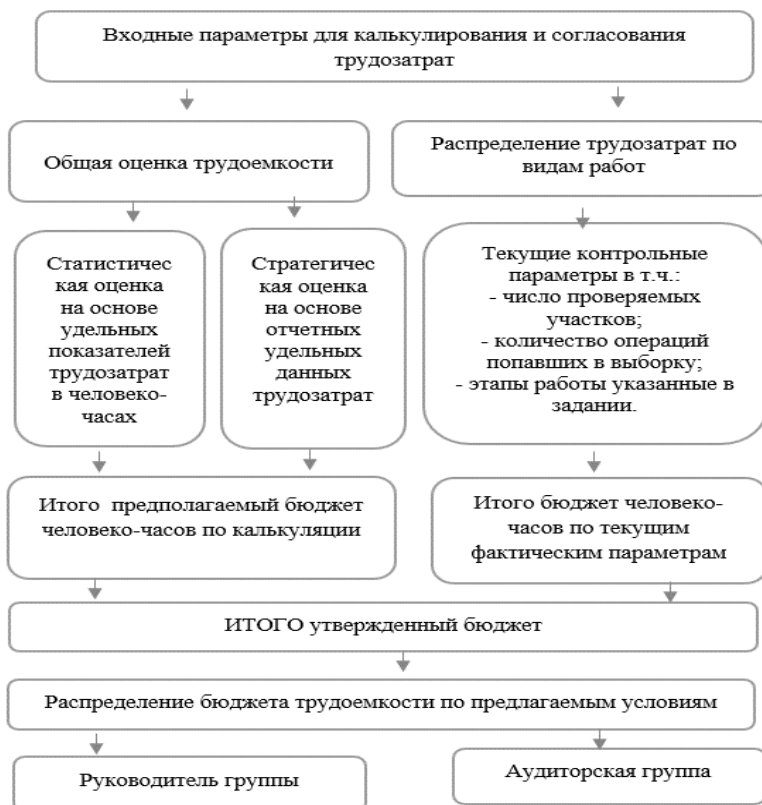 Входные параметры для калькулирования и согласования
трудозатрат
Общая оценка трудоемкости
Распределение трудозатрат по
видам работ
Статистичес
кая оценка
на основе
удельных
показателей
трудозатрат
в человеко-
часах
Стратегичес
кая оценка
на основе
отчетных
удельных
данных
трудозатрат
Текущие контрольные
параметры в т.ч.:
- число проверяемых
участков;
- количество операций
попавших в выборку;
- этапы работы указанные в
задании.
Итого предполагаемый бюджет
человеко-часов по калькуляции
Итого бюджет человеко-
часов по текущим
фактическим параметрам
ИТОГО утвержденный бюджет
Распределение бюджета трудоемкости по предлагаемым условиям
Руководитель группы
Аудиторская группа